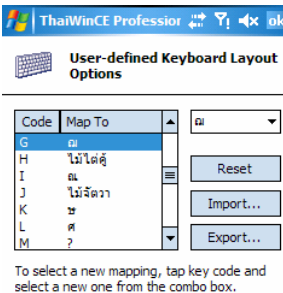 ThaiWinCE Professior ok
User-defined Keyboard Layout
Options
Code Map To
G ฌ
H ไม้ไต่คู้
I ณ
J ไม้จัตวา
K ษ
L ศ
M ?
ฌ
Reset
Import...
Export...
To select a new mapping, tap key code and
select a new one from the combo box.